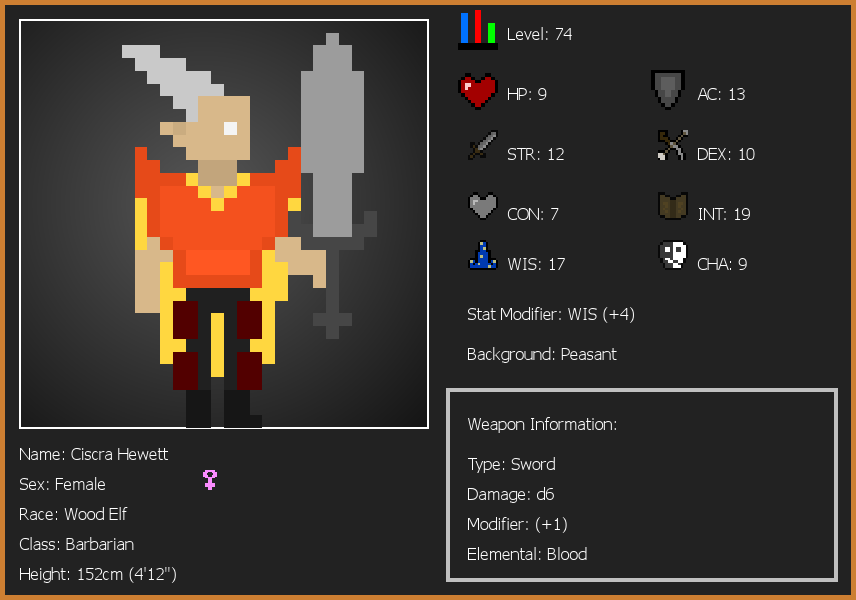 Level: 74
HP: 9
AC: 13
STR: 12
DEX: 10
CON: 7
INT: 19
WIS: 17
CHA: 9
Stat Modifier: WIS (+4)
Background: Peasant
Weapon Information:
Type: Sword
Damage: d6
Modifier: (+1)
Elemental: Blood
Name: Ciscra Hewett
Sex: Female
Race: Wood Elf
Class: Barbarian
Height: 152cm (4'12")